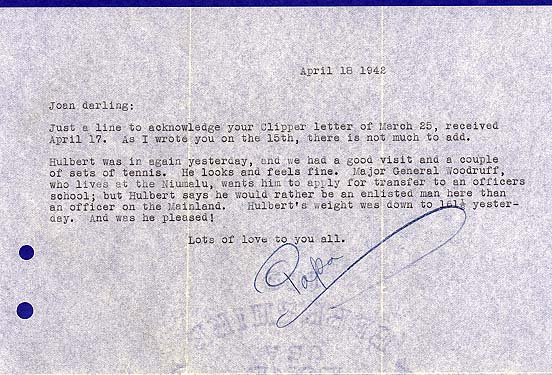 April 18 1942
Joan darling:
Just a line to acknowledge your Clipper letter of March 25, received
April 17. As I wrote you on the 15th, there is not much to add.
Hulbert was in again yesterday, and we had a good visit and a couple
of sets of tennis. He looks and feels fine. Major General Woodruff,
who lives at the Niumalu, wants him to apply for transfer to an officers
school; but Hulbert says he would rather be an enlisted man here than
an officer on the Mainland. Hulbert's weight was down to 161½ yester-
day. And was he pleased!
Lots of love to you all.
Papa